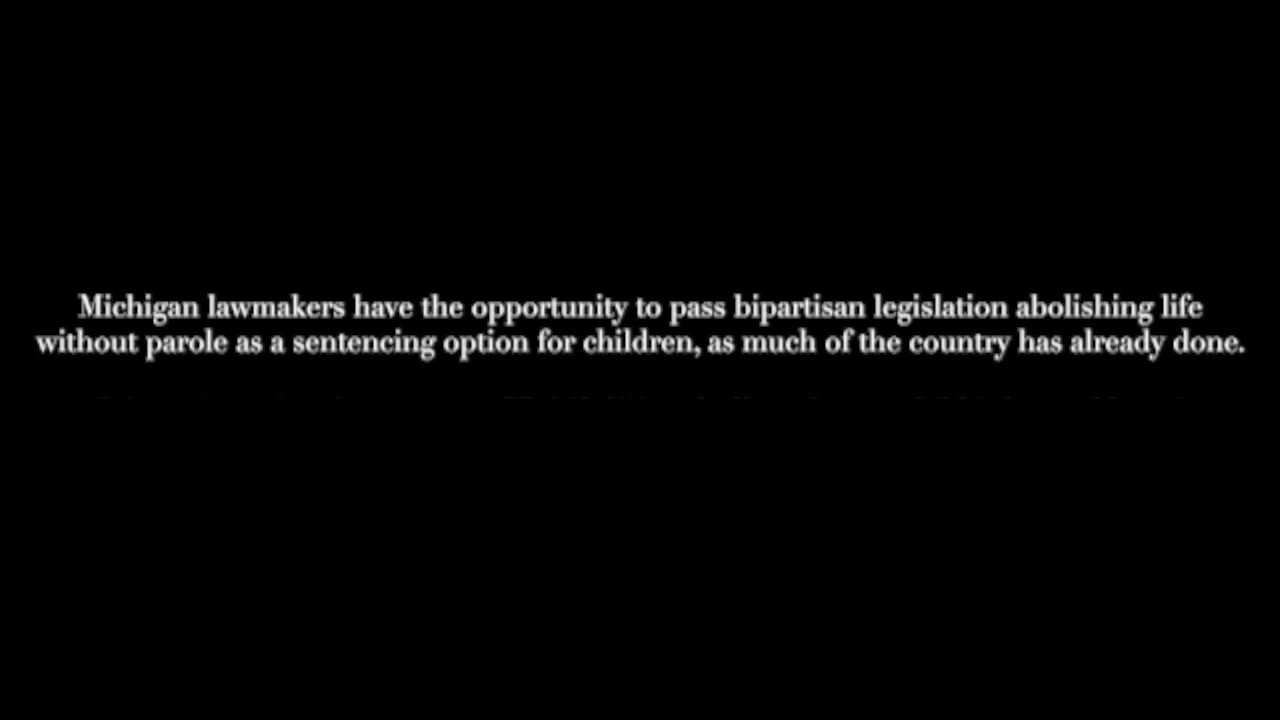 Michigan lawmakers have the opportunity to pass bipartisan legislation abolishing life
without parole as a sentencing option for children, as much of the country has already done.